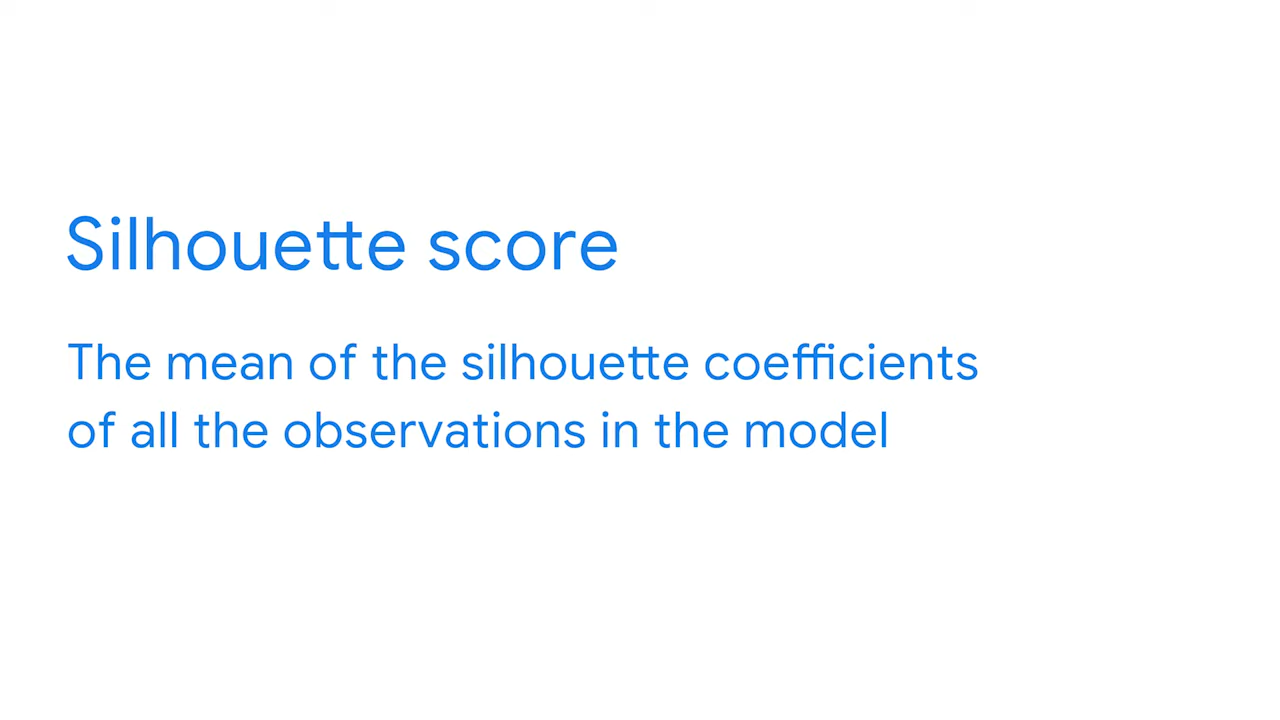 Silhouette score
The mean of the silhouette coefficients
of all the observations in the model